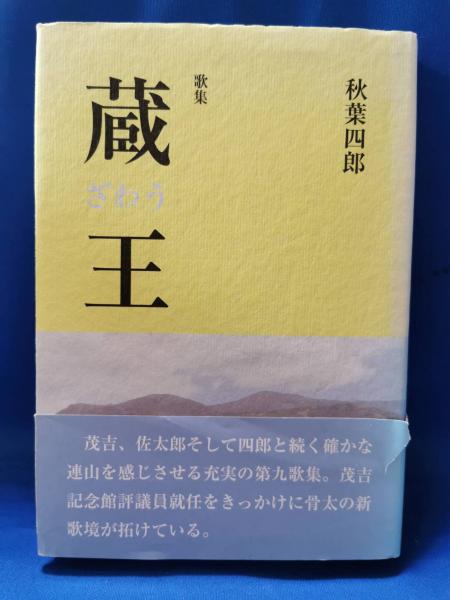 秋葉四郎
歌集
蔵王
ざわう
茂吉、佐太郎そして四郎と続く確かな
連山を感じさせる充実の第九歌集。茂吉
記念館評議員就任をきっかけに骨太の新
歌境が拓けている。